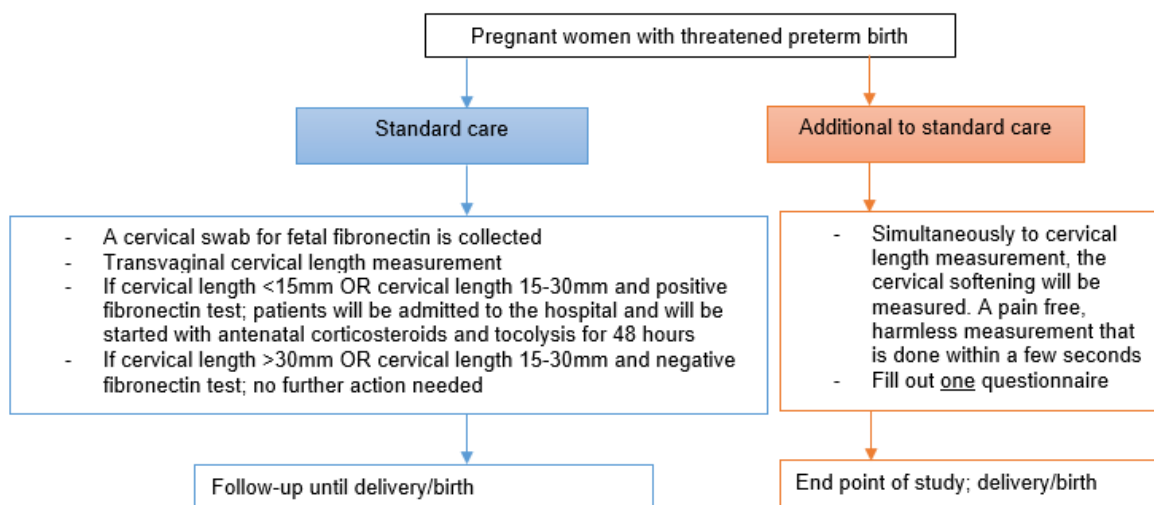 Pregnant women with threatened preterm birth
Standard care
Additional to standard care
- A cervical swab for fetal fibronectin is collected
- Transvaginal cervical length measurement
- If cervical length <15mm OR cervical length 15-30mm and positive
fibronectin test; patients will be admitted to the hospital and will be
started with antenatal corticosteroids and tocolysis for 48 hours
- If cervical length >30mm OR cervical length 15-30mm and negative
fibronectin test; no further action needed
- Simultaneously to cervical
length measurement, the
cervical softening will be
measured. A pain free,
harmless measurement that
is done within a few seconds
- Fill out one questionnaire
Follow-up until delivery/birth
End point of study; delivery/birth